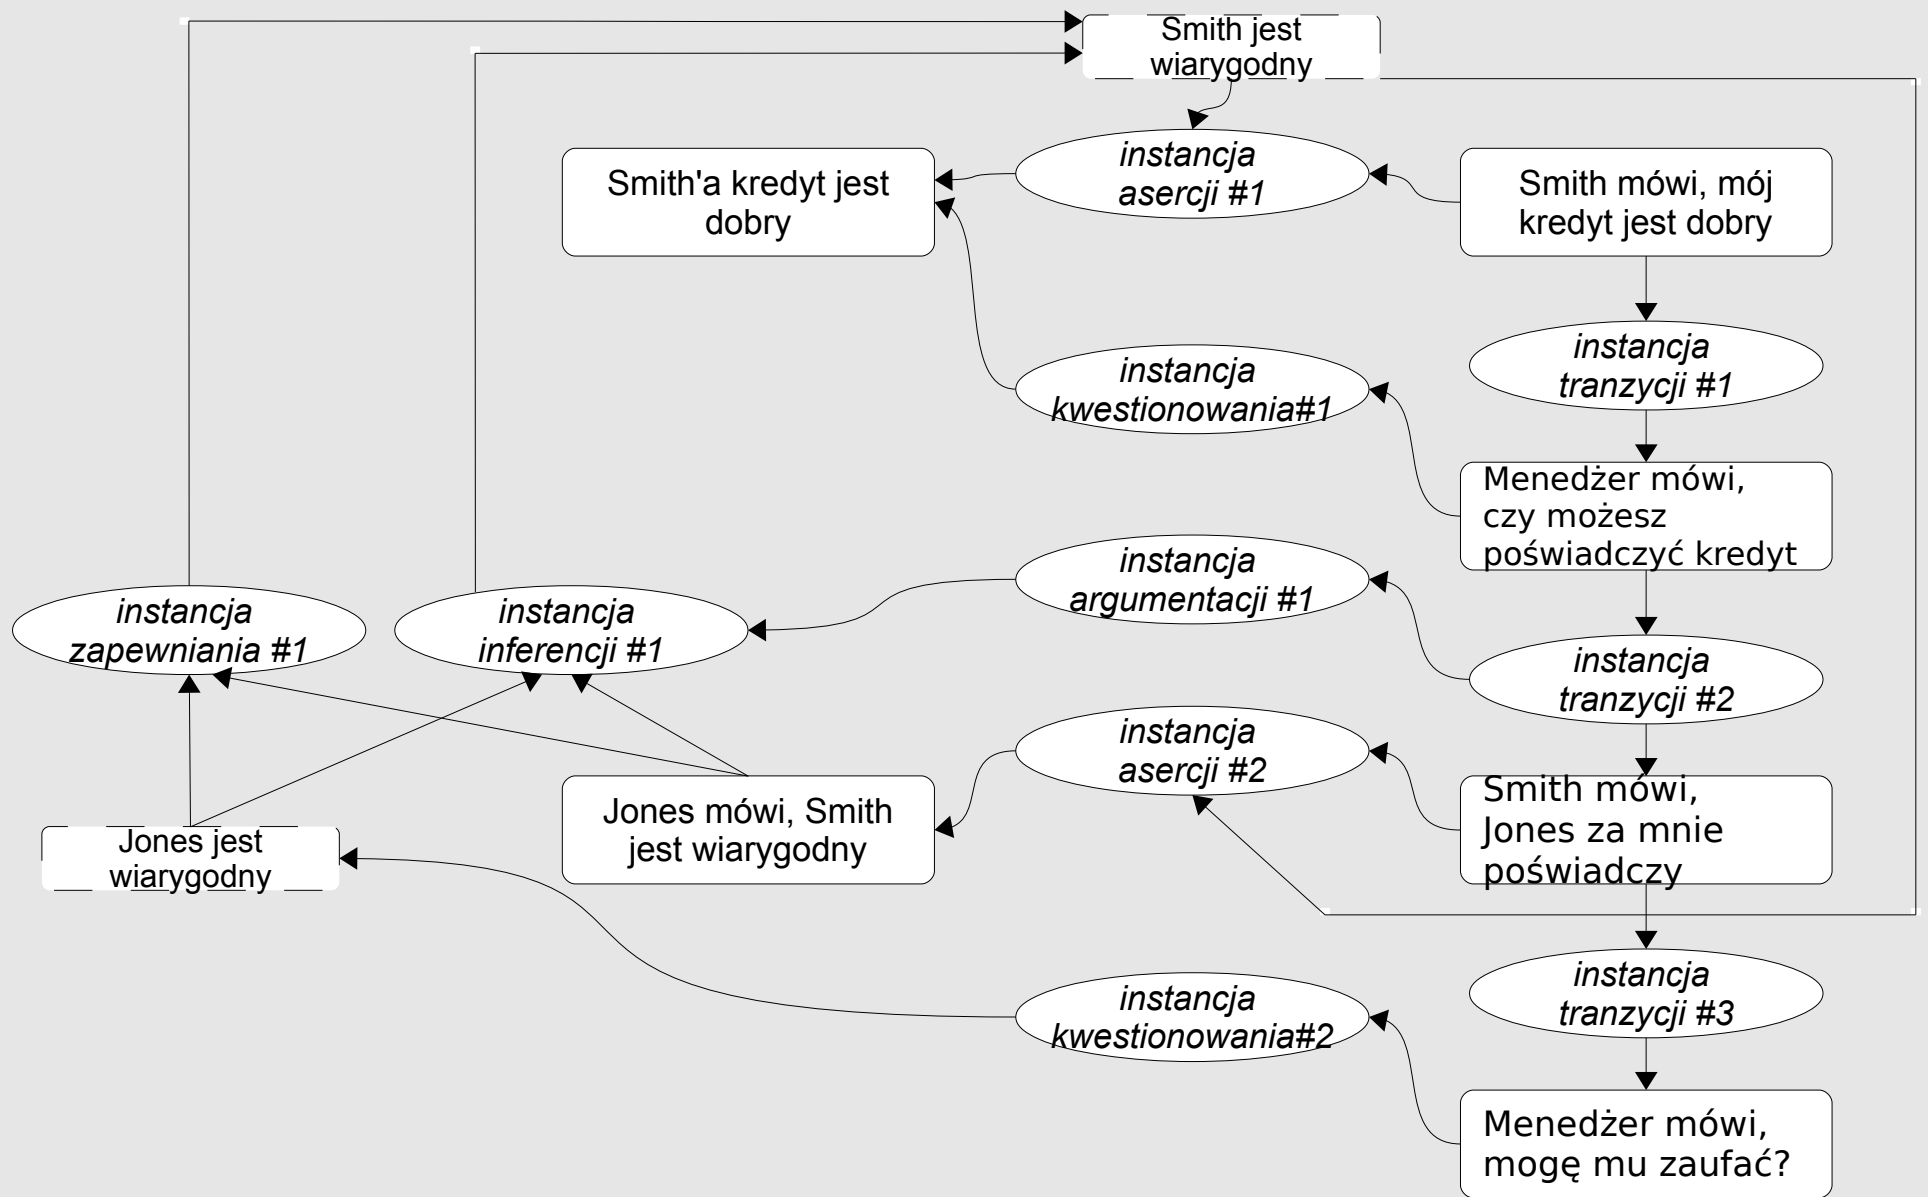 Smith jest
wiarygodny
instancja
asercji #1
Smith'a kredyt jest
dobry
Smith mówi, mój
kredyt jest dobry
instancja
tranzycji #1
instancja
kwestionowania#1
Menedżer mówi,
czy możesz
poświadczyć kredyt
instancja
argumentacji #1
instancja
zapewniania #1
instancja
inferencji #1
instancja
tranzycji #2
instancja
asercji #2
Jones mówi, Smith
jest wiarygodny
Smith mówi,
Jones za mnie
poświadczy
Jones jest
wiarygodny
instancja
tranzycji #3
instancja
kwestionowania#2
Menedżer mówi,
mogę mu zaufać?